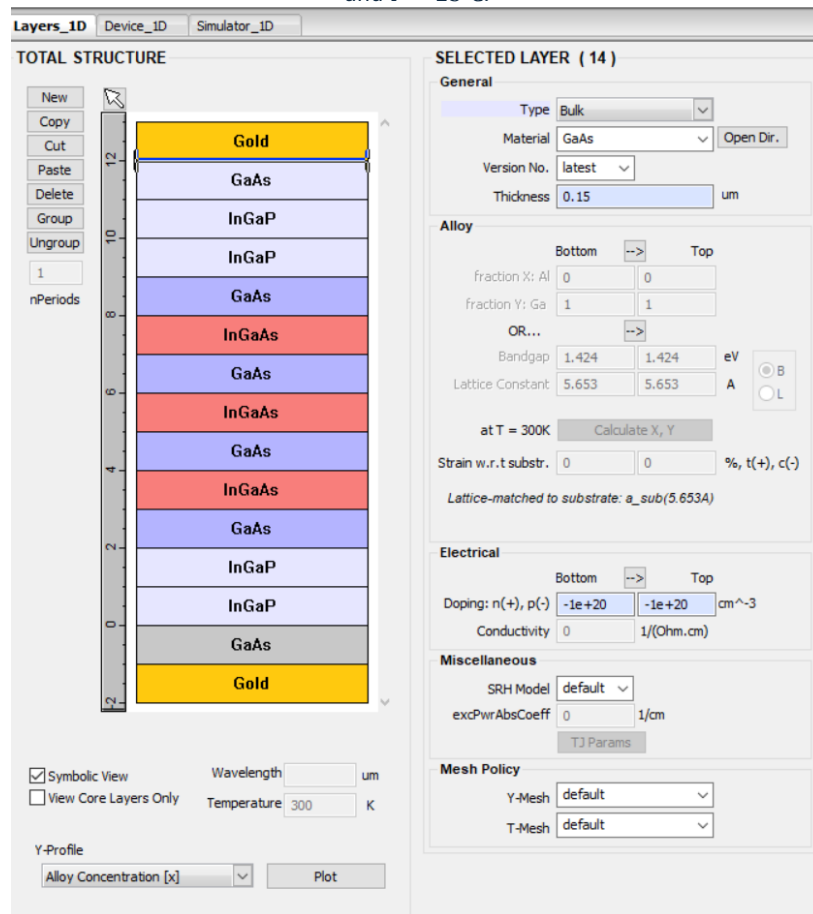 Layers_1D Device_1D Simulator_1D
TOTAL STRUCTURE
New
Copy
Cut
Paste
Delete
Group
Ungroup
1
nPeriods
12
10
8
6
4
2
0
-2
Gold
GaAs
InGaP
InGaP
GaAs
InGaAs
GaAs
InGaAs
GaAs
InGaAs
GaAs
InGaP
InGaP
GaAs
Gold
Symbolic View
View Core Layers Only
Wavelength um
Temperature 300 K
Y-Profile
Alloy Concentration [x] Plot
SELECTED LAYER ( 14 )
General
Type Bulk
Material GaAs Open Dir.
Version No. latest
Thickness 0.15 um
Alloy
Bottom --> Top
fraction X: Al 0 0
fraction Y: Ga 1 1
OR... -->
Bandgap 1.424 1.424 eV
Lattice Constant 5.653 5.653 A
B
L
at T = 300K Calculate X, Y
Strain w.r.t substr. 0 0 %, t(+), c(-)
Lattice-matched to substrate: a_sub(5.653A)
Electrical
Bottom --> Top
Doping: n(+), p(-) -1e+20 -1e+20 cm^-3
Conductivity 0 1/(Ohm.cm)
Miscellaneous
SRH Model default
excPwrAbsCoeff 0 1/cm
TJ Params
Mesh Policy
Y-Mesh default
T-Mesh default